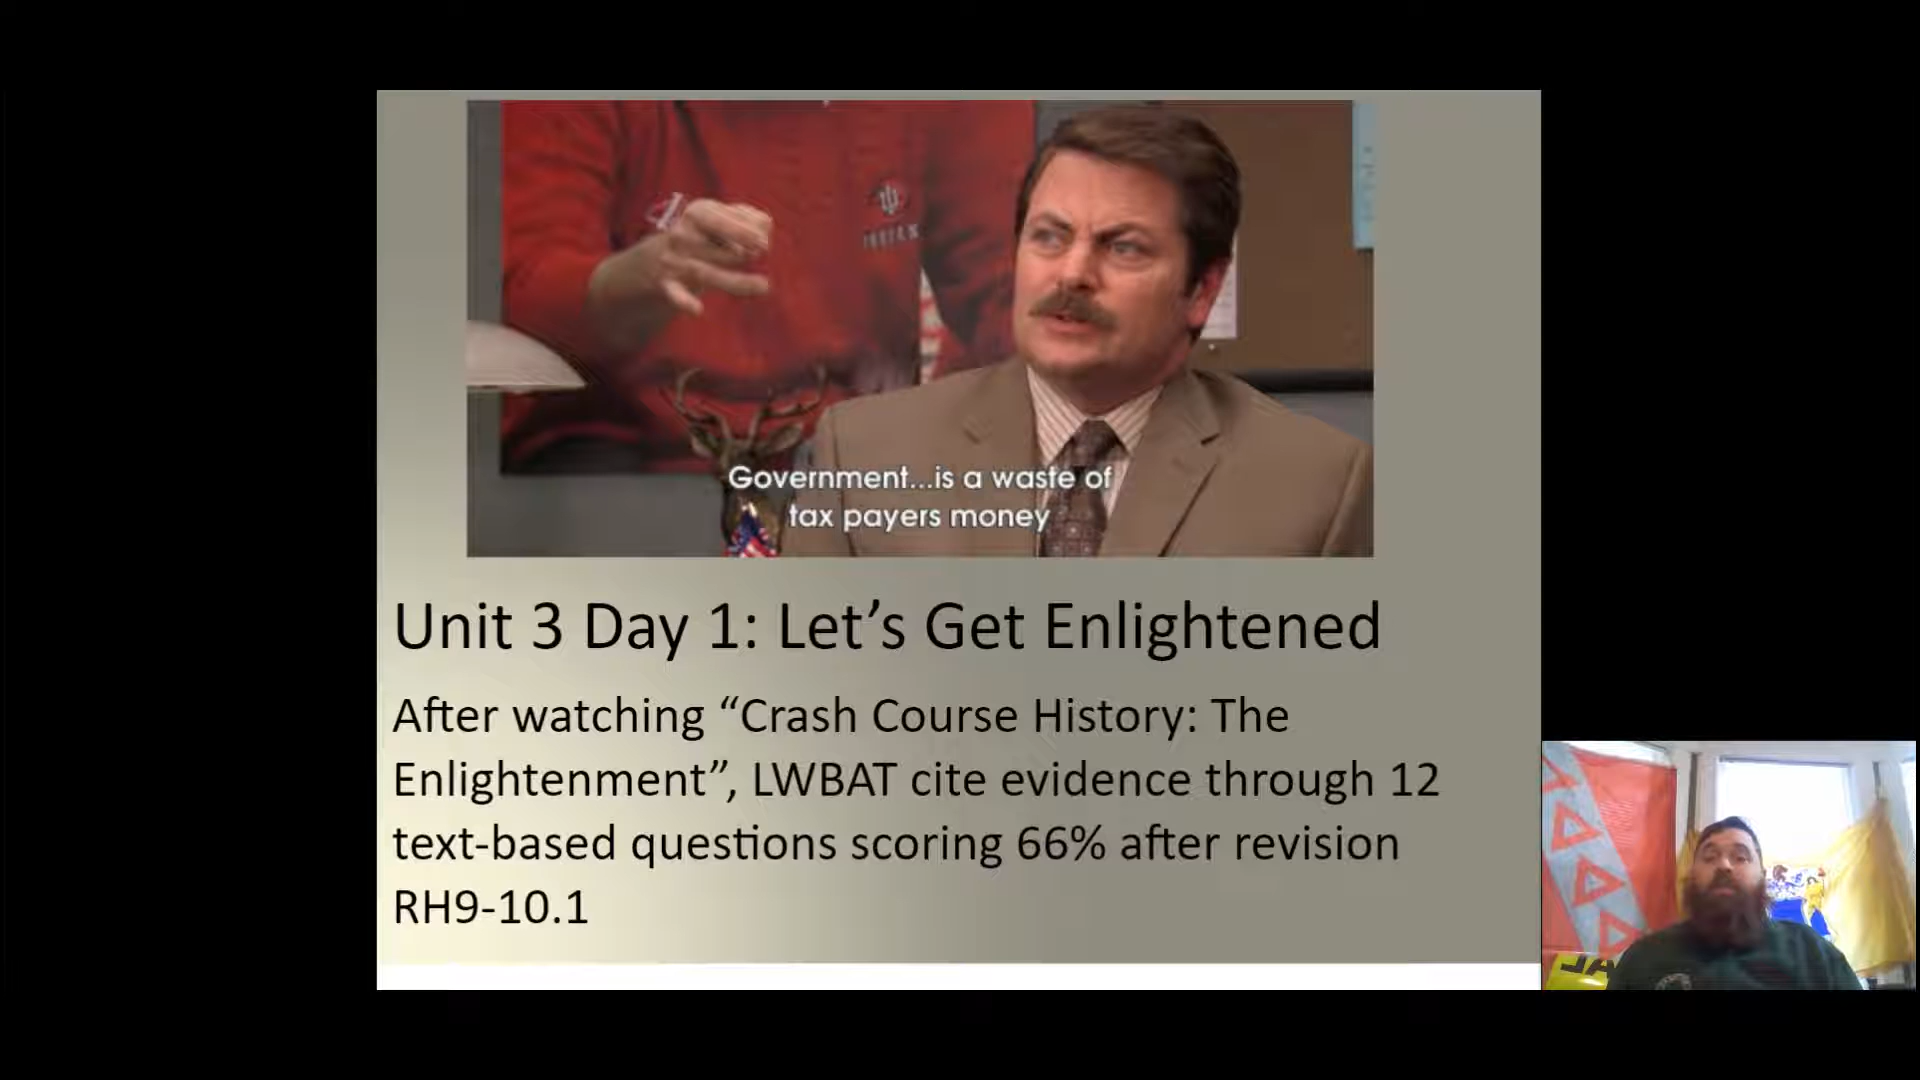 Government...is a waste of
tax payers money
Unit 3 Day 1: Let’s Get Enlightened
After watching “Crash Course History: The
Enlightenment”, LWBAT cite evidence through 12
text-based questions scoring 66% after revision
RH9-10.1